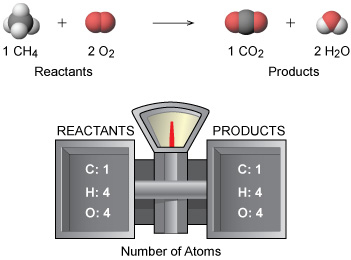 1 CH4 + 2 O2 → 1 CO2 + 2 H2O
Reactants Products
REACTANTS PRODUCTS
C: 1 C: 1
H: 4 H: 4
O: 4 O: 4
Number of Atoms